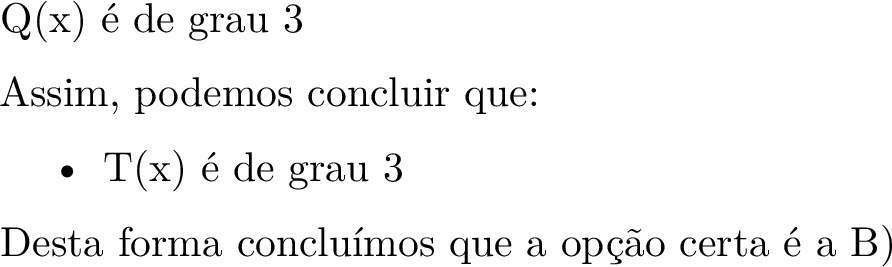 Q(x) é de grau 3
Assim, podemos concluir que:
• T(x) é de grau 3
Desta forma concluímos que a opção certa é a B)